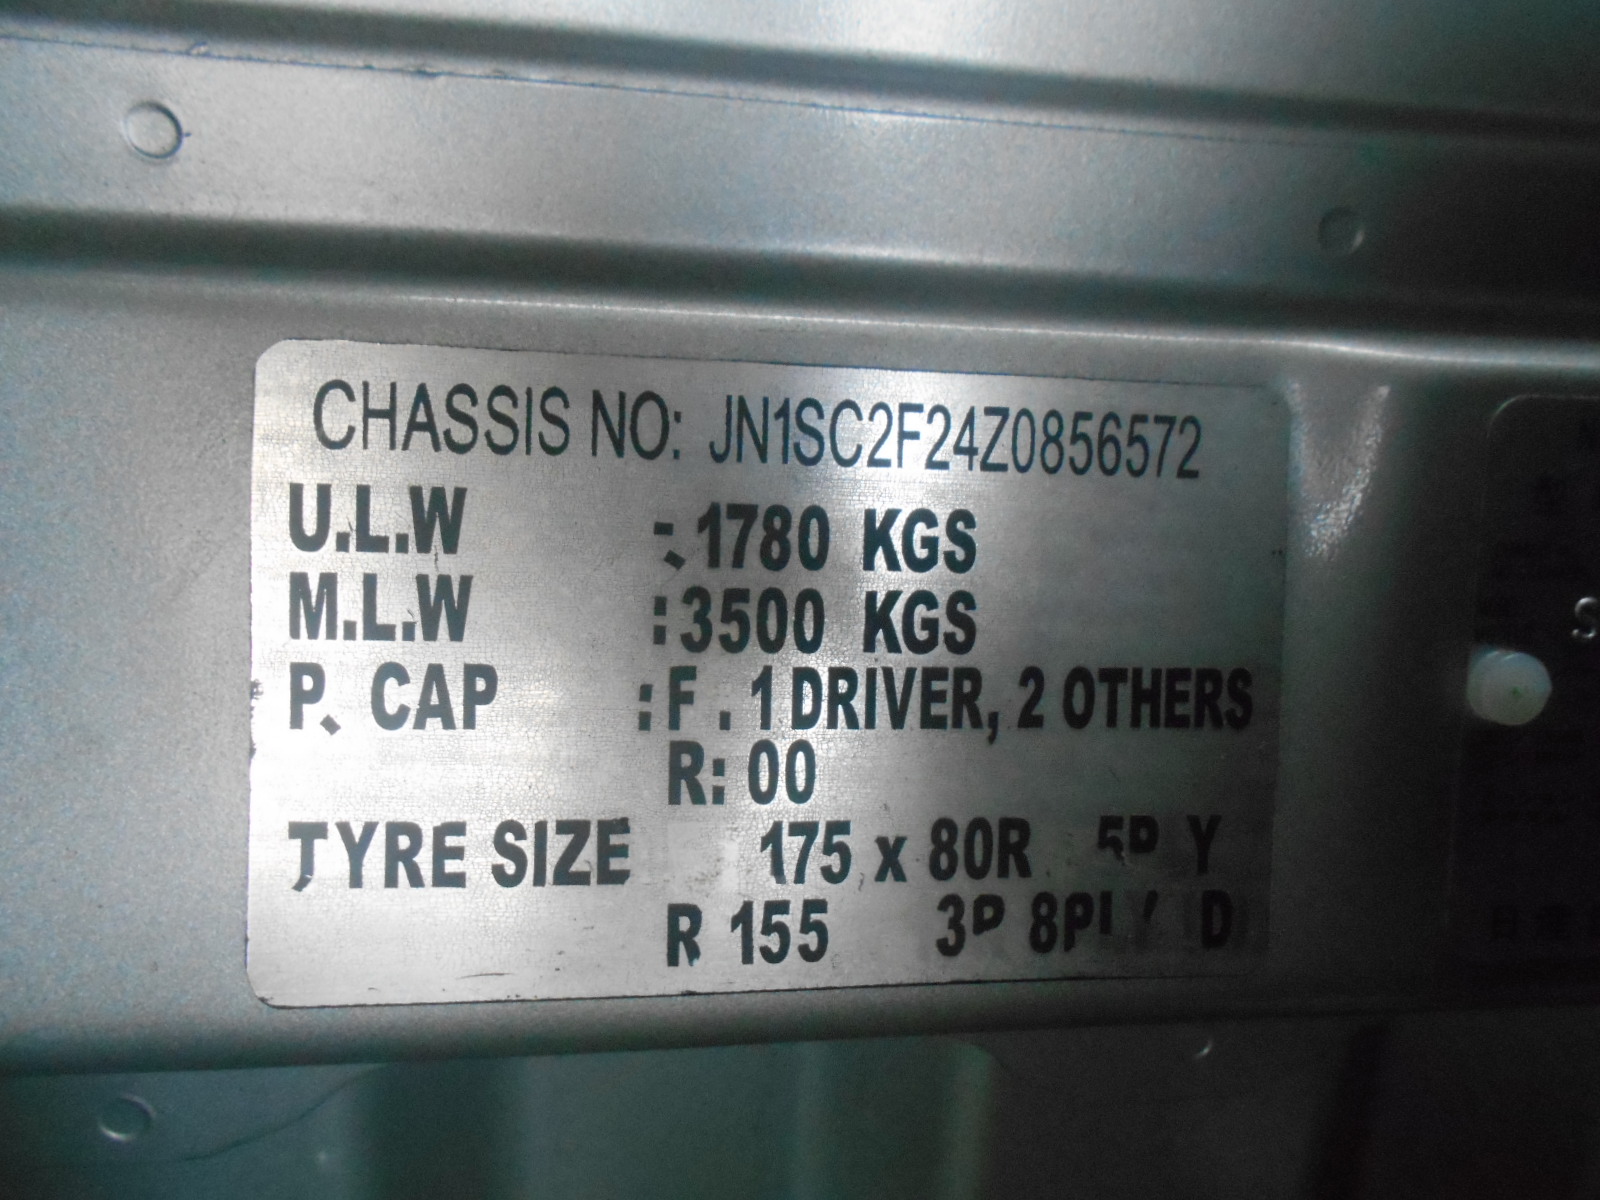 CHASSIS NO: JN1SC2F24Z0856572
U.L.W : 1780 KGS
M.L.W : 3500 KGS
P. CAP : F . 1 DRIVER, 2 OTHERS
R: 00
TYRE SIZE 175 x 80R
R 155